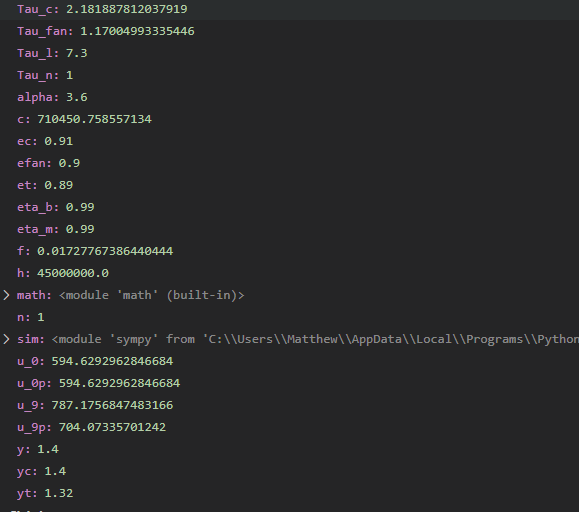 Tau_c: 2.181887812037919
Tau_fan: 1.17004993335446
Tau_l: 7.3
Tau_n: 1
alpha: 3.6
c: 710450.758557134
ec: 0.91
efan: 0.9
et: 0.89
eta_b: 0.99
eta_m: 0.99
f: 0.01727767386440444
h: 45000000.0
math: <module 'math' (built-in)>
n: 1
sim: <module 'sympy' from 'C:\\Users\\Matthew\\AppData\\Local\\Programs\\Python
u_0: 594.6292962846684
u_0p: 594.6292962846684
u_9: 787.1756847483166
u_9p: 704.07335701242
y: 1.4
yc: 1.4
yt: 1.32